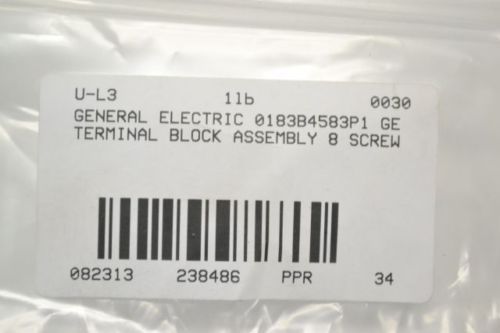 U-L3 1lb 0030
GENERAL ELECTRIC 0183B4583P1 GE
TERMINAL BLOCK ASSEMBLY 8 SCREW
082313 238486 PPR 34